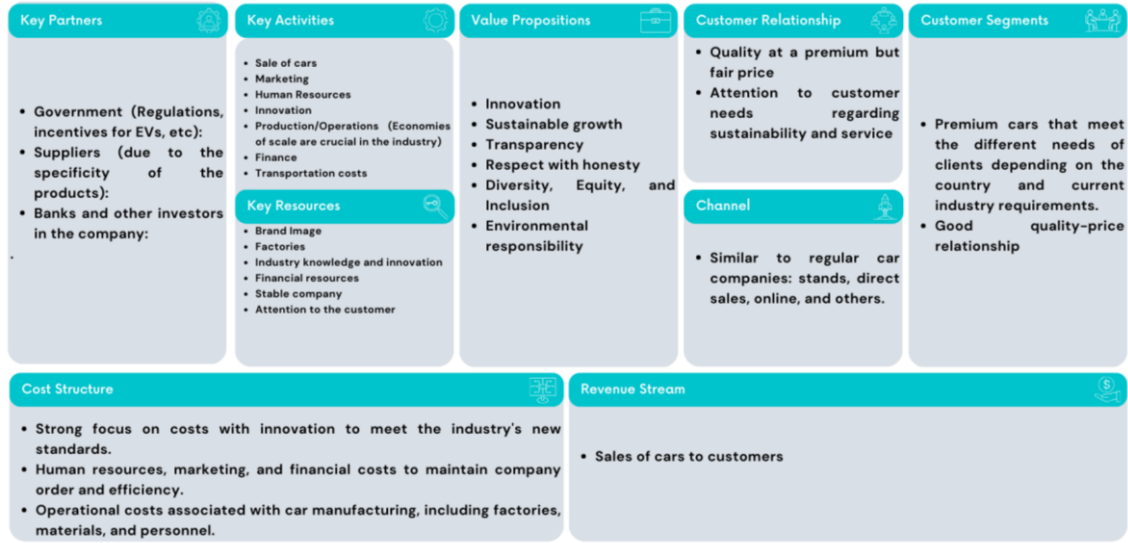 Key Partners
• Government (Regulations,
incentives for EVs, etc):
• Suppliers (due to the
specificity of the
products):
• Banks and other investors
in the company:
.
Key Activities
• Sale of cars
• Marketing
• Human Resources
• Innovation
• Production/Operations (Economies
of scale are crucial in the industry)
• Finance
• Transportation costs
Key Resources
• Brand Image
• Factories
• Industry knowledge and innovation
• Financial resources
• Stable company
• Attention to the customer
Value Propositions
• Innovation
• Sustainable growth
• Transparency
• Respect with honesty
• Diversity, Equity, and
Inclusion
• Environmental
responsibility
Customer Relationship
• Quality at a premium but
fair price
• Attention to customer
needs regarding
sustainability and service
Channel
• Similar to regular car
companies: stands, direct
sales, online, and others.
Customer Segments
• Premium cars that meet
the different needs of
clients depending on the
country and current
industry requirements.
• Good quality-price
relationship
Cost Structure
• Strong focus on costs with innovation to meet the industry's new
standards.
• Human resources, marketing, and financial costs to maintain company
order and efficiency.
• Operational costs associated with car manufacturing, including factories,
materials, and personnel.
Revenue Stream
• Sales of cars to customers